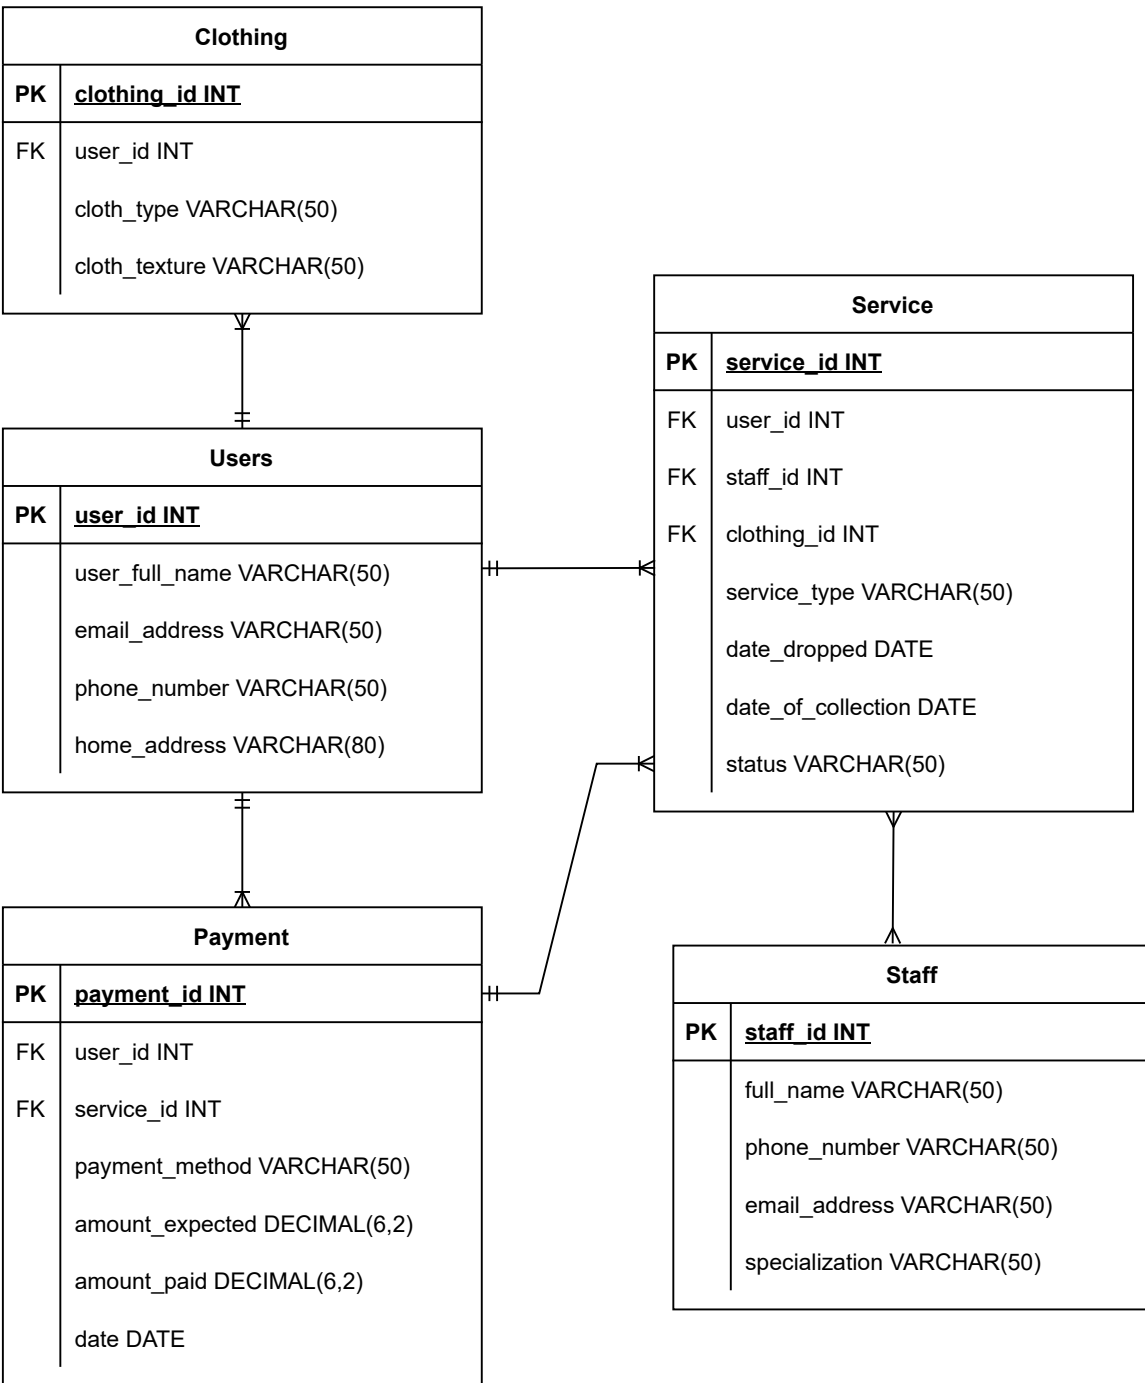 Clothing
PK clothing_id INT
FK user_id INT
cloth_type VARCHAR(50)
cloth_texture VARCHAR(50)
Users
PK user_id INT
user_full_name VARCHAR(50)
email_address VARCHAR(50)
phone_number VARCHAR(50)
home_address VARCHAR(80)
Payment
PK payment_id INT
FK user_id INT
FK service_id INT
payment_method VARCHAR(50)
amount_expected DECIMAL(6,2)
amount_paid DECIMAL(6,2)
date DATE
Service
PK service_id INT
FK user_id INT
FK staff_id INT
FK clothing_id INT
service_type VARCHAR(50)
date_dropped DATE
date_of_collection DATE
status VARCHAR(50)
Staff
PK staff_id INT
full_name VARCHAR(50)
phone_number VARCHAR(50)
email_address VARCHAR(50)
specialization VARCHAR(50)